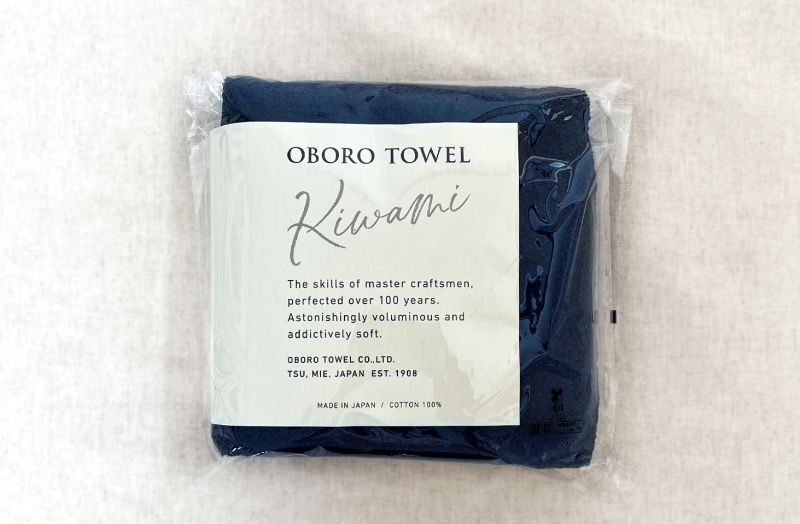 OBORO TOWEL
Kiwami
The skills of master craftsmen,
perfected over 100 years.
Astonishingly voluminous and
addictively soft.
OBORO TOWEL CO.,LTD.
TSU, MIE, JAPAN EST. 1908
MADE IN JAPAN / COTTON 100%